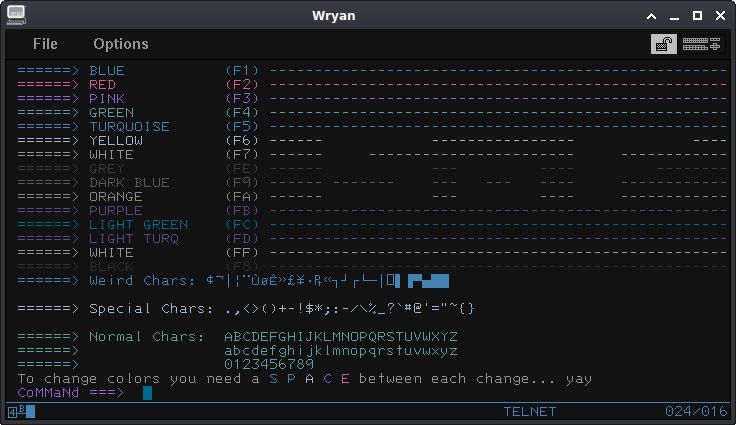 Wryan
File Options
======> BLUE (F1) ----------------------------------------------------
======> RED (F2) ----------------------------------------------------
======> PINK (F3) ----------------------------------------------------
======> GREEN (F4) ----------------------------------------------------
======> TURQUOISE (F5) ----------------------------------------------------
======> YELLOW (F6) ------ ---------------- ----
======> WHITE (F7) ------ ------------------------- ------------
======> GREY (FE) ------ --- --- ---
======> DARK BLUE (F9) ------ ------- --- --- ------ ---
======> ORANGE (FA) ------ --- --- ---
======> PURPLE (FB) ----------------------------------------------------
======> LIGHT GREEN (FC) ----------------------------------------------------
======> LIGHT TURQ (FD) ----------------------------------------------------
======> WHITE (FF) ----------------------------------------------------
======> BLACK (F8) ----------------------------------------------------
======> Weird Chars:
======> Special Chars: .,<>()+-!$*;:-/\%_?`#@'="~{}
======> Normal Chars: ABCDEFGHIJKLMNOPQRSTUVWXYZ
======> abcdefghijklmnopqrstuvwxyz
======> 0123456789
To change colors you need a S P A C E between each change... yay
CoMMaNd ===>
4B TELNET 024/016